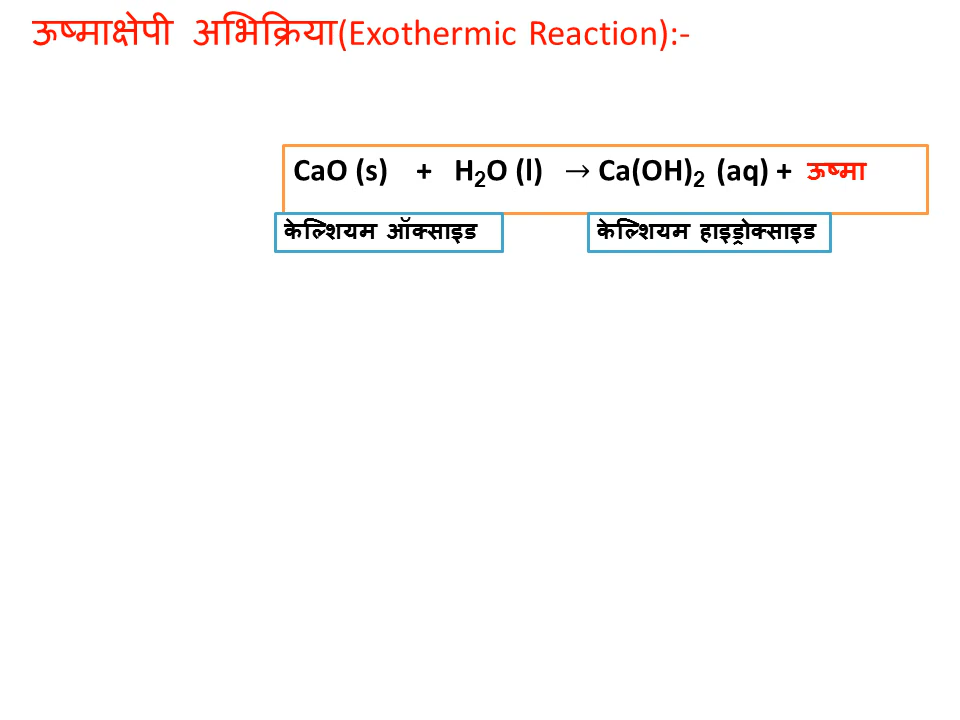 ऊष्माक्षेपी अभिक्रिया(Exothermic Reaction):-
CaO (s) + H₂O (l) → Ca(OH)₂ (aq) + ऊष्मा
केल्शियम ऑक्साइड केल्शियम हाइड्रोक्साइड